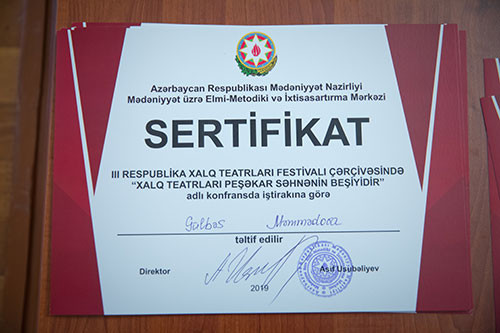 Azərbaycan Respublikası Mədəniyyət Nazirliyi
Mədəniyyət üzrə Elmi-Metodiki və İxtisasartırma Mərkəzi
SERTİFİKAT
III RESPUBLİKA XALQ TEATRLARI FESTİVALI ÇƏRÇİVƏSİNDƏ
"XALQ TEATRLARI PEŞƏKAR SƏHNƏNİN BEŞİYİDİR"
adlı konfransda iştirakına görə
Gülbəs Məmmədova
təltif edilir
Direktor Asif Usubəliyev
2019